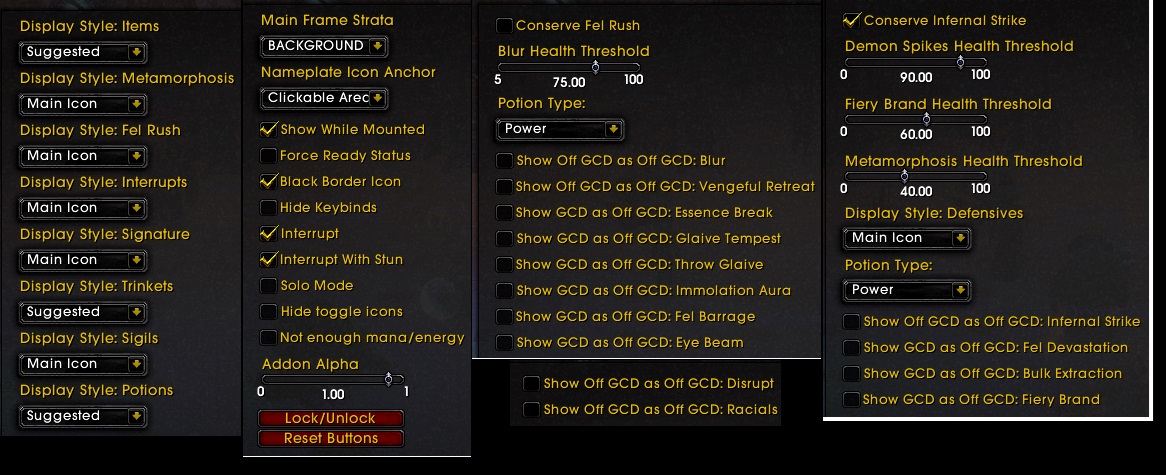 Display Style: Items
Suggested
Display Style: Metamorphosis
Main Icon
Display Style: Fel Rush
Main Icon
Display Style: Interrupts
Main Icon
Display Style: Signature
Main Icon
Display Style: Trinkets
Suggested
Display Style: Sigils
Main Icon
Display Style: Potions
Suggested
Main Frame Strata
BACKGROUND
Nameplate Icon Anchor
Clickable Area
Show While Mounted
Force Ready Status
Black Border Icon
Hide Keybinds
Interrupt
Interrupt With Stun
Solo Mode
Hide toggle icons
Not enough mana/energy
Addon Alpha
0 1.00 1
Lock/Unlock
Reset Buttons
Conserve Fel Rush
Blur Health Threshold
5 75.00 100
Potion Type:
Power
Show Off GCD as Off GCD: Blur
Show Off GCD as Off GCD: Vengeful Retreat
Show GCD as Off GCD: Essence Break
Show GCD as Off GCD: Glaive Tempest
Show GCD as Off GCD: Throw Glaive
Show GCD as Off GCD: Immolation Aura
Show GCD as Off GCD: Fel Barrage
Show GCD as Off GCD: Eye Beam
Show Off GCD as Off GCD: Disrupt
Show Off GCD as Off GCD: Racials
Conserve Infernal Strike
Demon Spikes Health Threshold
0 90.00 100
Fiery Brand Health Threshold
0 60.00 100
Metamorphosis Health Threshold
0 40.00 100
Display Style: Defensives
Main Icon
Potion Type:
Power
Show Off GCD as Off GCD: Infernal Strike
Show GCD as Off GCD: Fel Devastation
Show GCD as Off GCD: Bulk Extraction
Show GCD as Off GCD: Fiery Brand